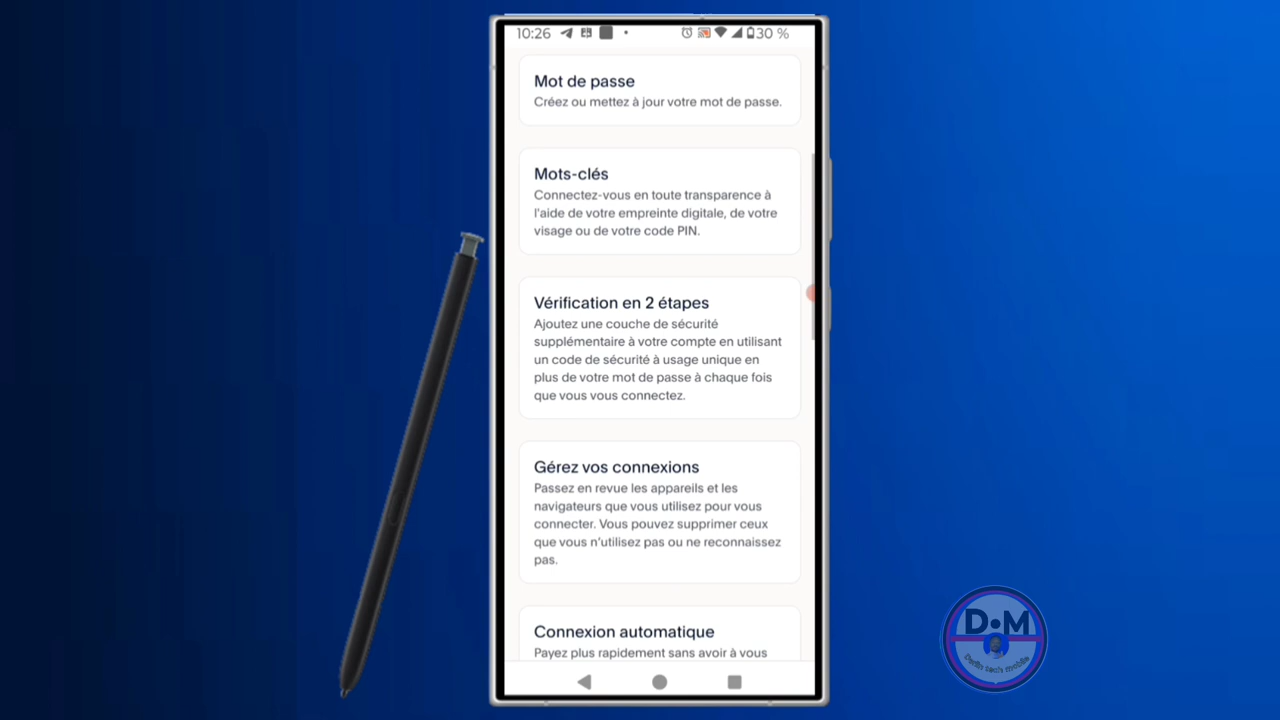 10:26
30 %
Mot de passe
Créez ou mettez à jour votre mot de passe.
Mots-clés
Connectez-vous en toute transparence à
l'aide de votre empreinte digitale, de votre
visage ou de votre code PIN.
Vérification en 2 étapes
Ajoutez une couche de sécurité
supplémentaire à votre compte en utilisant
un code de sécurité à usage unique en
plus de votre mot de passe à chaque fois
que vous vous connectez.
Gérez vos connexions
Passez en revue les appareils et les
navigateurs que vous utilisez pour vous
connecter. Vous pouvez supprimer ceux
que vous n'utilisez pas ou ne reconnaissez
pas.
Connexion automatique
Payez plus rapidement sans avoir à vous
D•M
mobile